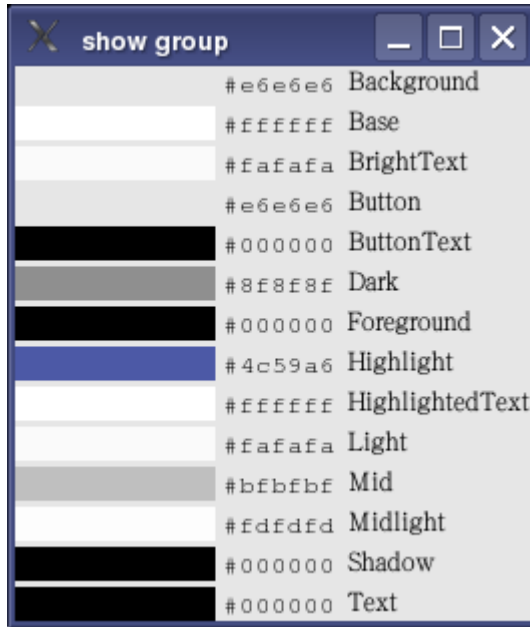 show group
#e6e6e6 Background
#ffffff Base
#fafafa BrightText
#e6e6e6 Button
#000000 ButtonText
#8f8f8f Dark
#000000 Foreground
#4c59a6 Highlight
#ffffff HighlightedText
#fafafa Light
#bfbfbf Mid
#fdfdfd Midlight
#000000 Shadow
#000000 Text